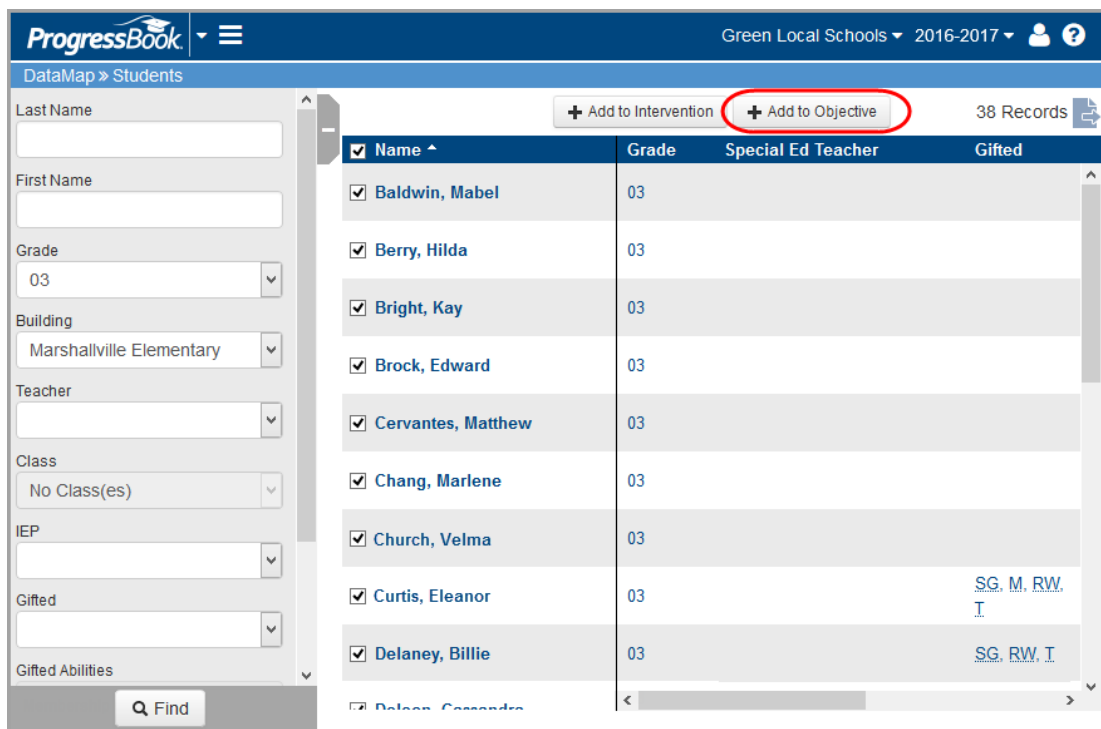 ProgressBook
Green Local Schools 2016-2017 ?
DataMap » Students
Last Name
First Name
Grade
03
Building
Marshallville Elementary
Teacher
Class
No Class(es)
IEP
Gifted
Gifted Abilities
Find
+ Add to Intervention + Add to Objective 38 Records
Name Grade Special Ed Teacher Gifted
Baldwin, Mabel 03
Berry, Hilda 03
Bright, Kay 03
Brock, Edward 03
Cervantes, Matthew 03
Chang, Marlene 03
Church, Velma 03
Curtis, Eleanor 03 SG, M, RW,
T
Delaney, Billie 03 SG, RW, T